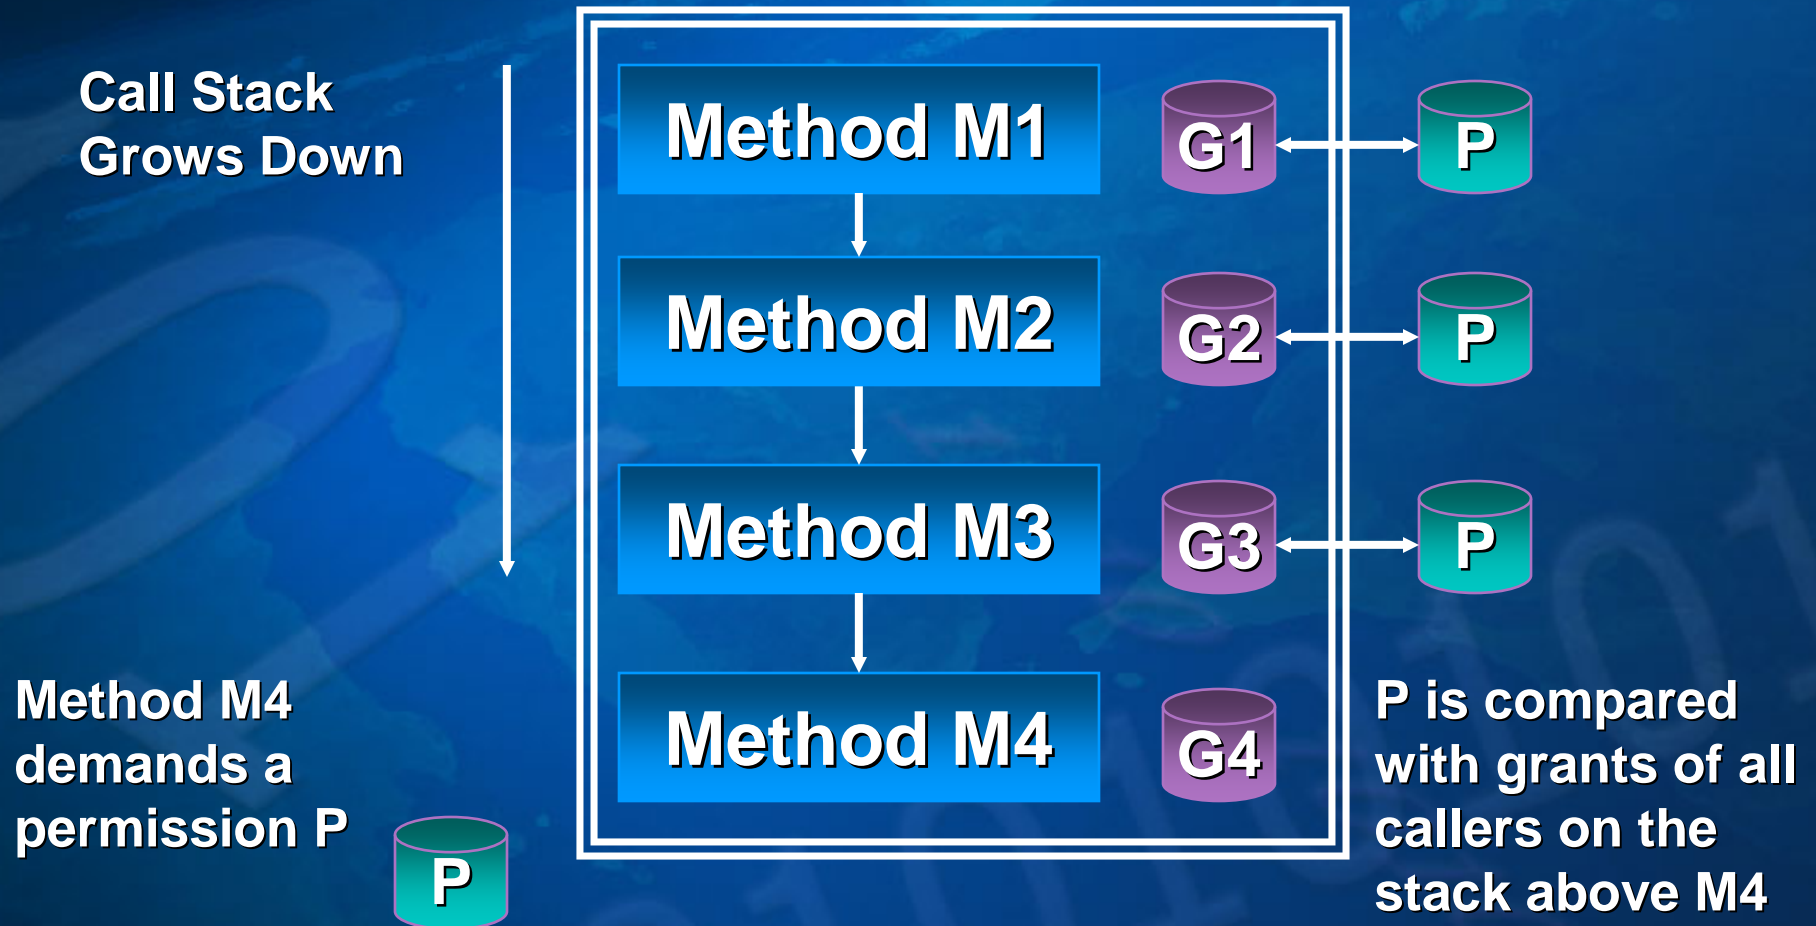 Call Stack
Grows Down
Method M1
G1
P
Method M2
G2
P
Method M3
G3
P
Method M4
G4
Method M4
demands a
permission P
P
P is compared
with grants of all
callers on the
stack above M4